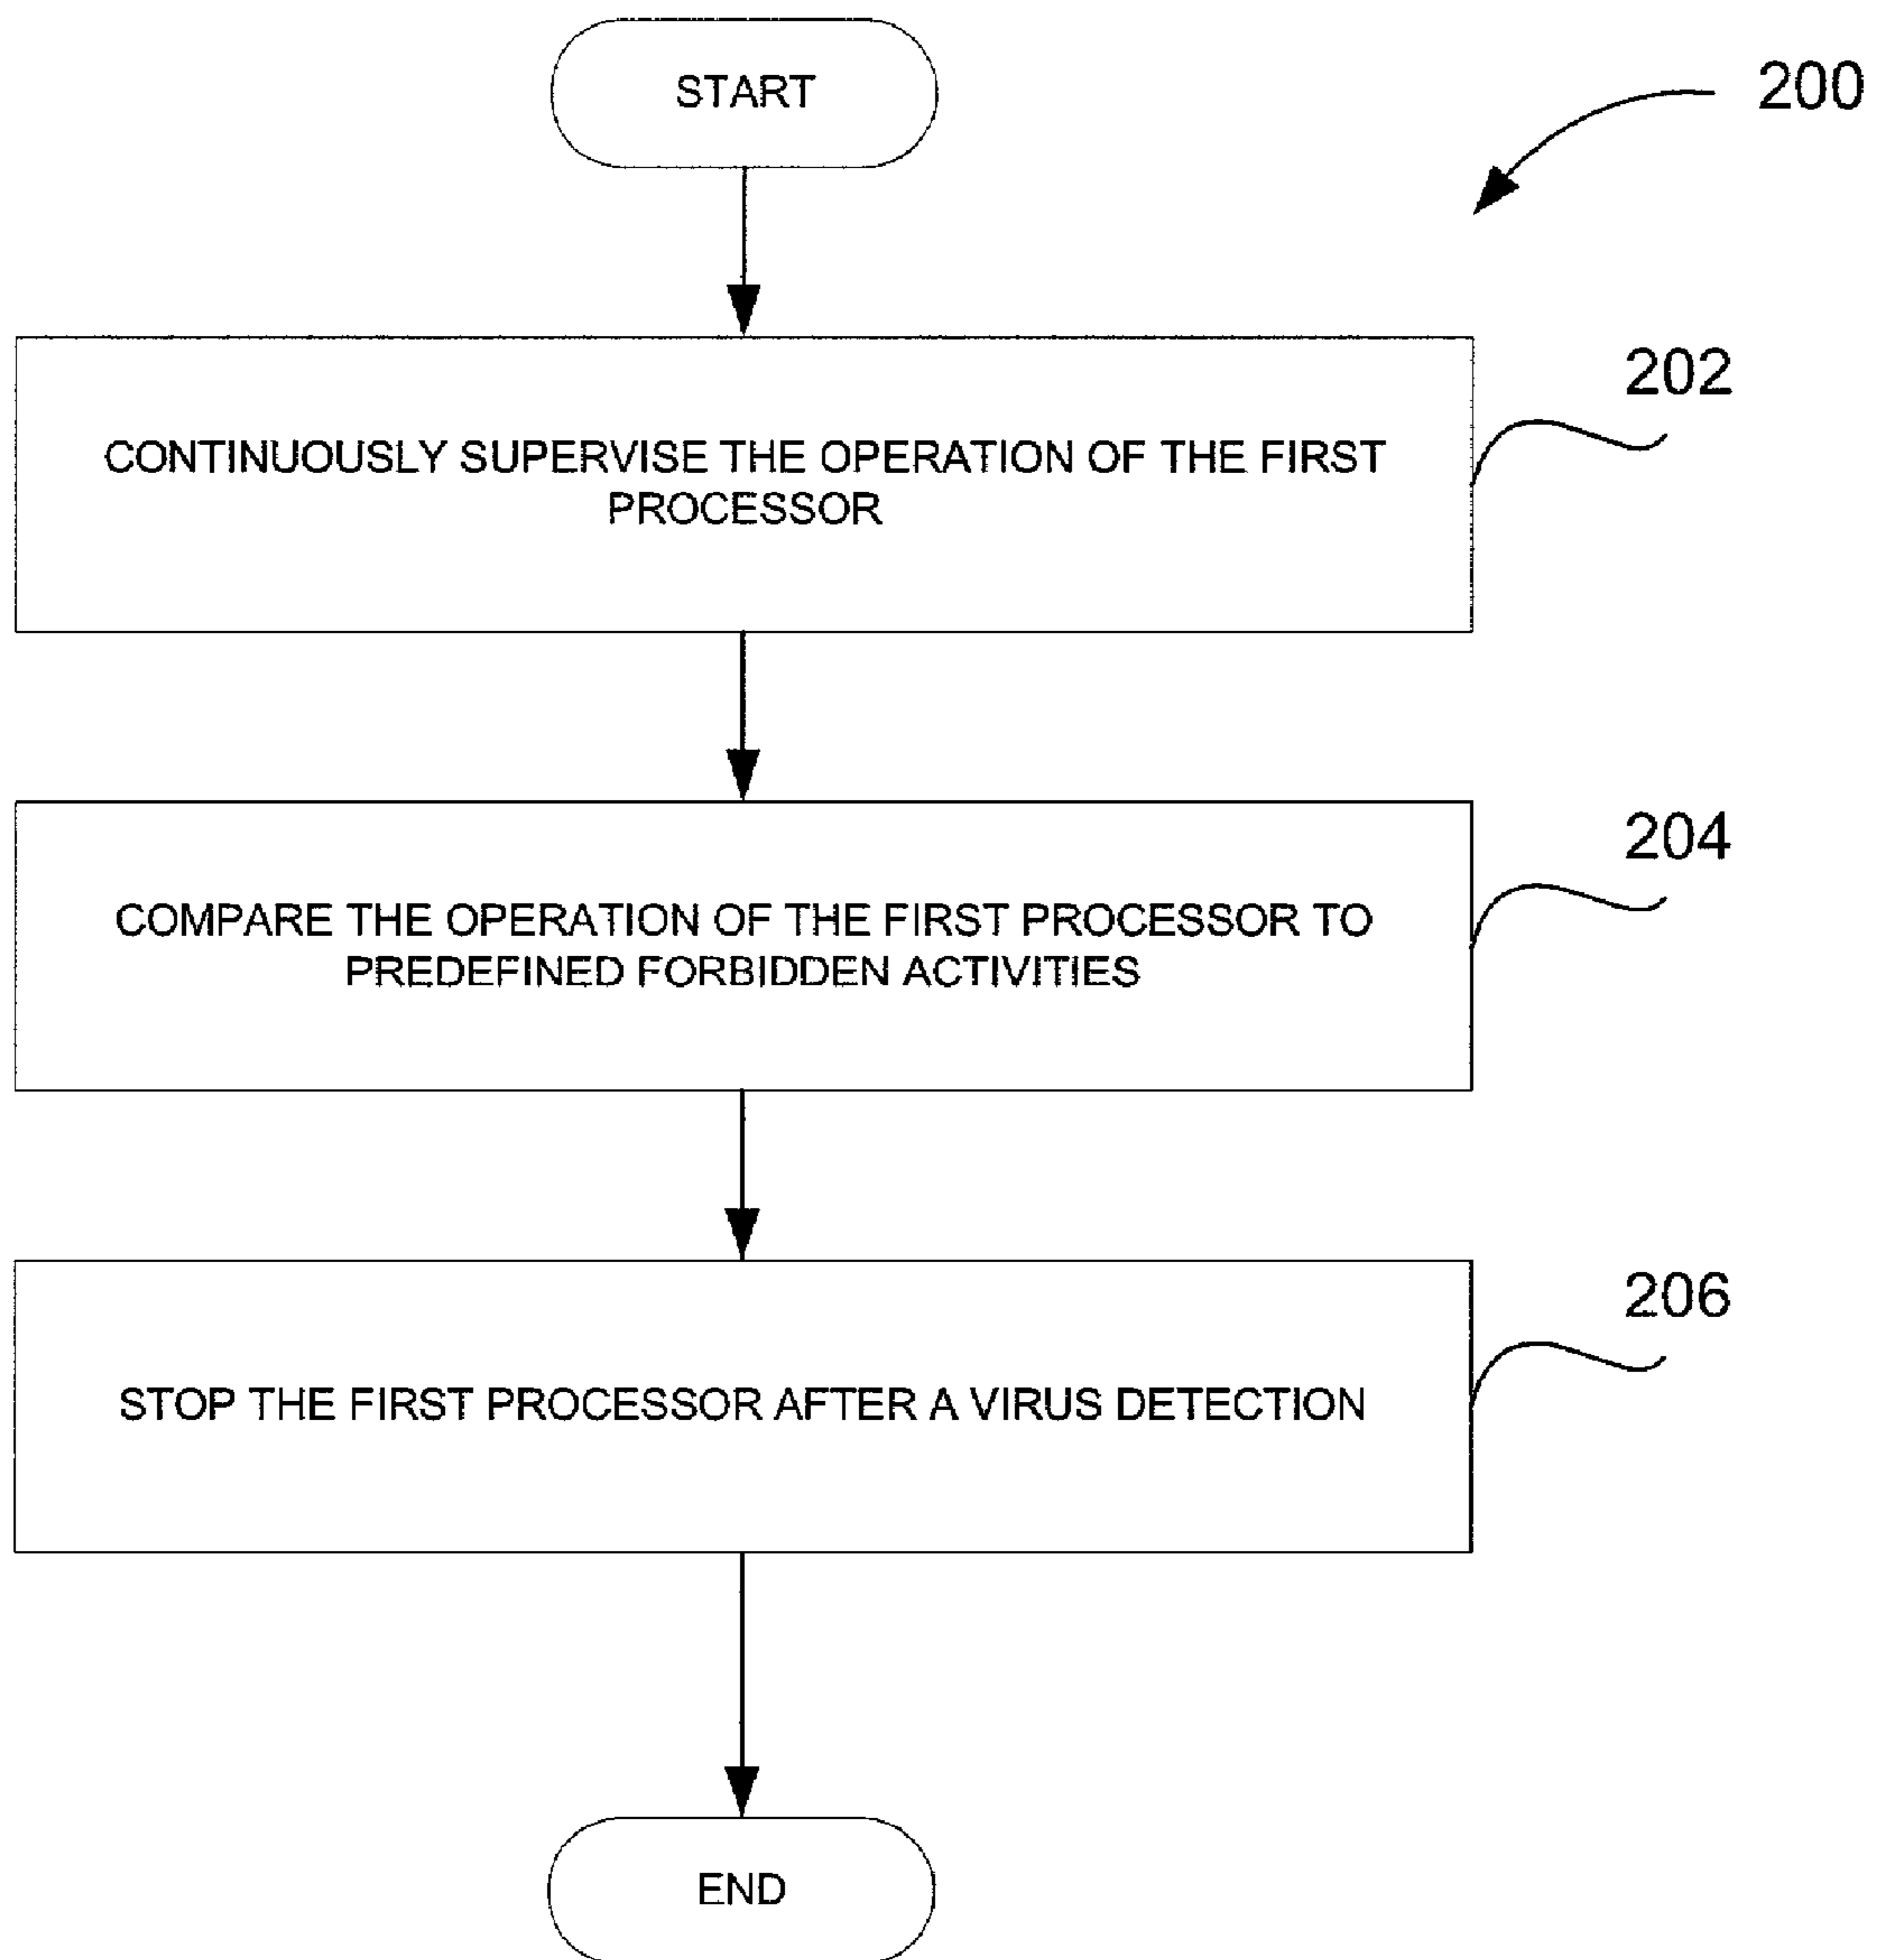 START
200
202
CONTINUOUSLY SUPERVISE THE OPERATION OF THE FIRST
PROCESSOR
204
COMPARE THE OPERATION OF THE FIRST PROCESSOR TO
PREDEFINED FORBIDDEN ACTIVITIES
206
STOP THE FIRST PROCESSOR AFTER A VIRUS DETECTION
END